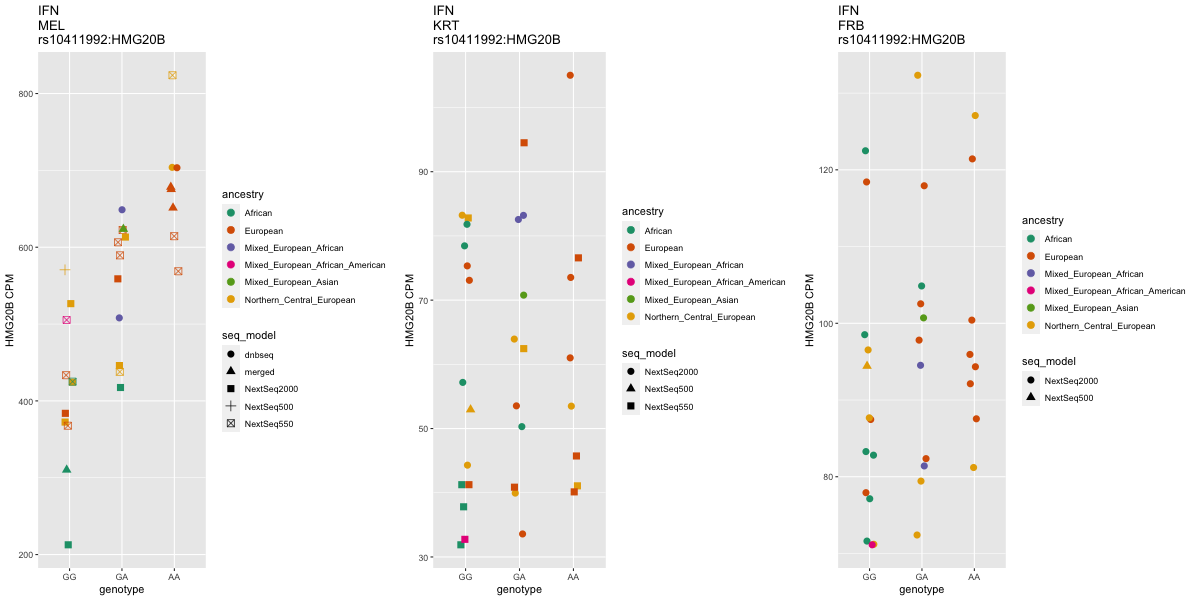 IFN
MEL
rs10411992:HMG20B
HMG20B CPM
800
600
400
200
GG
GA
AA
genotype
ancestry
African
European
Mixed_European_African
Mixed_European_African_American
Mixed_European_Asian
Northern_Central_European
seq_model
dnbseq
merged
NextSeq2000
NextSeq500
NextSeq550
IFN
KRT
rs10411992:HMG20B
HMG20B CPM
90
70
50
30
GG
GA
AA
genotype
ancestry
African
European
Mixed_European_African
Mixed_European_African_American
Mixed_European_Asian
Northern_Central_European
seq_model
NextSeq2000
NextSeq500
NextSeq550
IFN
FRB
rs10411992:HMG20B
HMG20B CPM
120
100
80
GG
GA
AA
genotype
ancestry
African
European
Mixed_European_African
Mixed_European_African_American
Mixed_European_Asian
Northern_Central_European
seq_model
NextSeq2000
NextSeq500